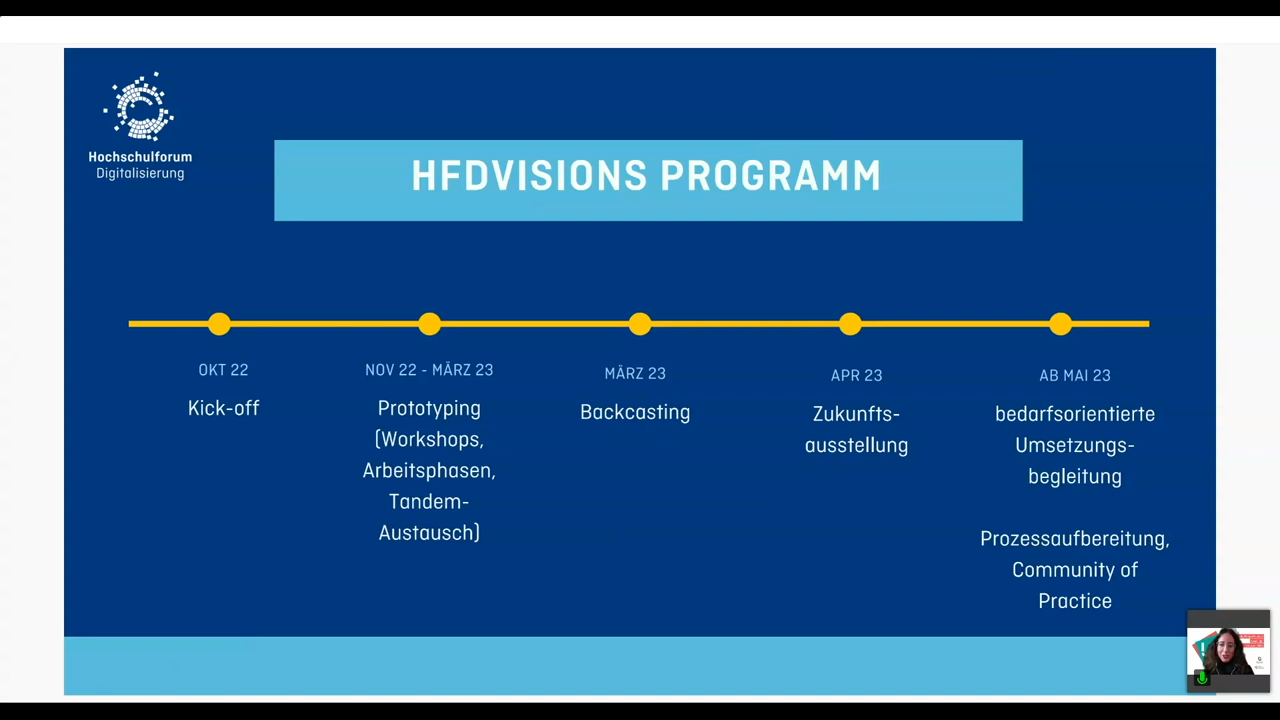 Hochschulforum
Digitalisierung
HFDVISIONS PROGRAMM
OKT 22
Kick-off
NOV 22 - MÄRZ 23
Prototyping
(Workshops,
Arbeitsphasen,
Tandem-
Austausch)
MÄRZ 23
Backcasting
APR 23
Zukunfts-
ausstellung
AB MAI 23
bedarfsorientierte
Umsetzungs-
begleitung
Prozessaufbereitung,
Community of
Practice